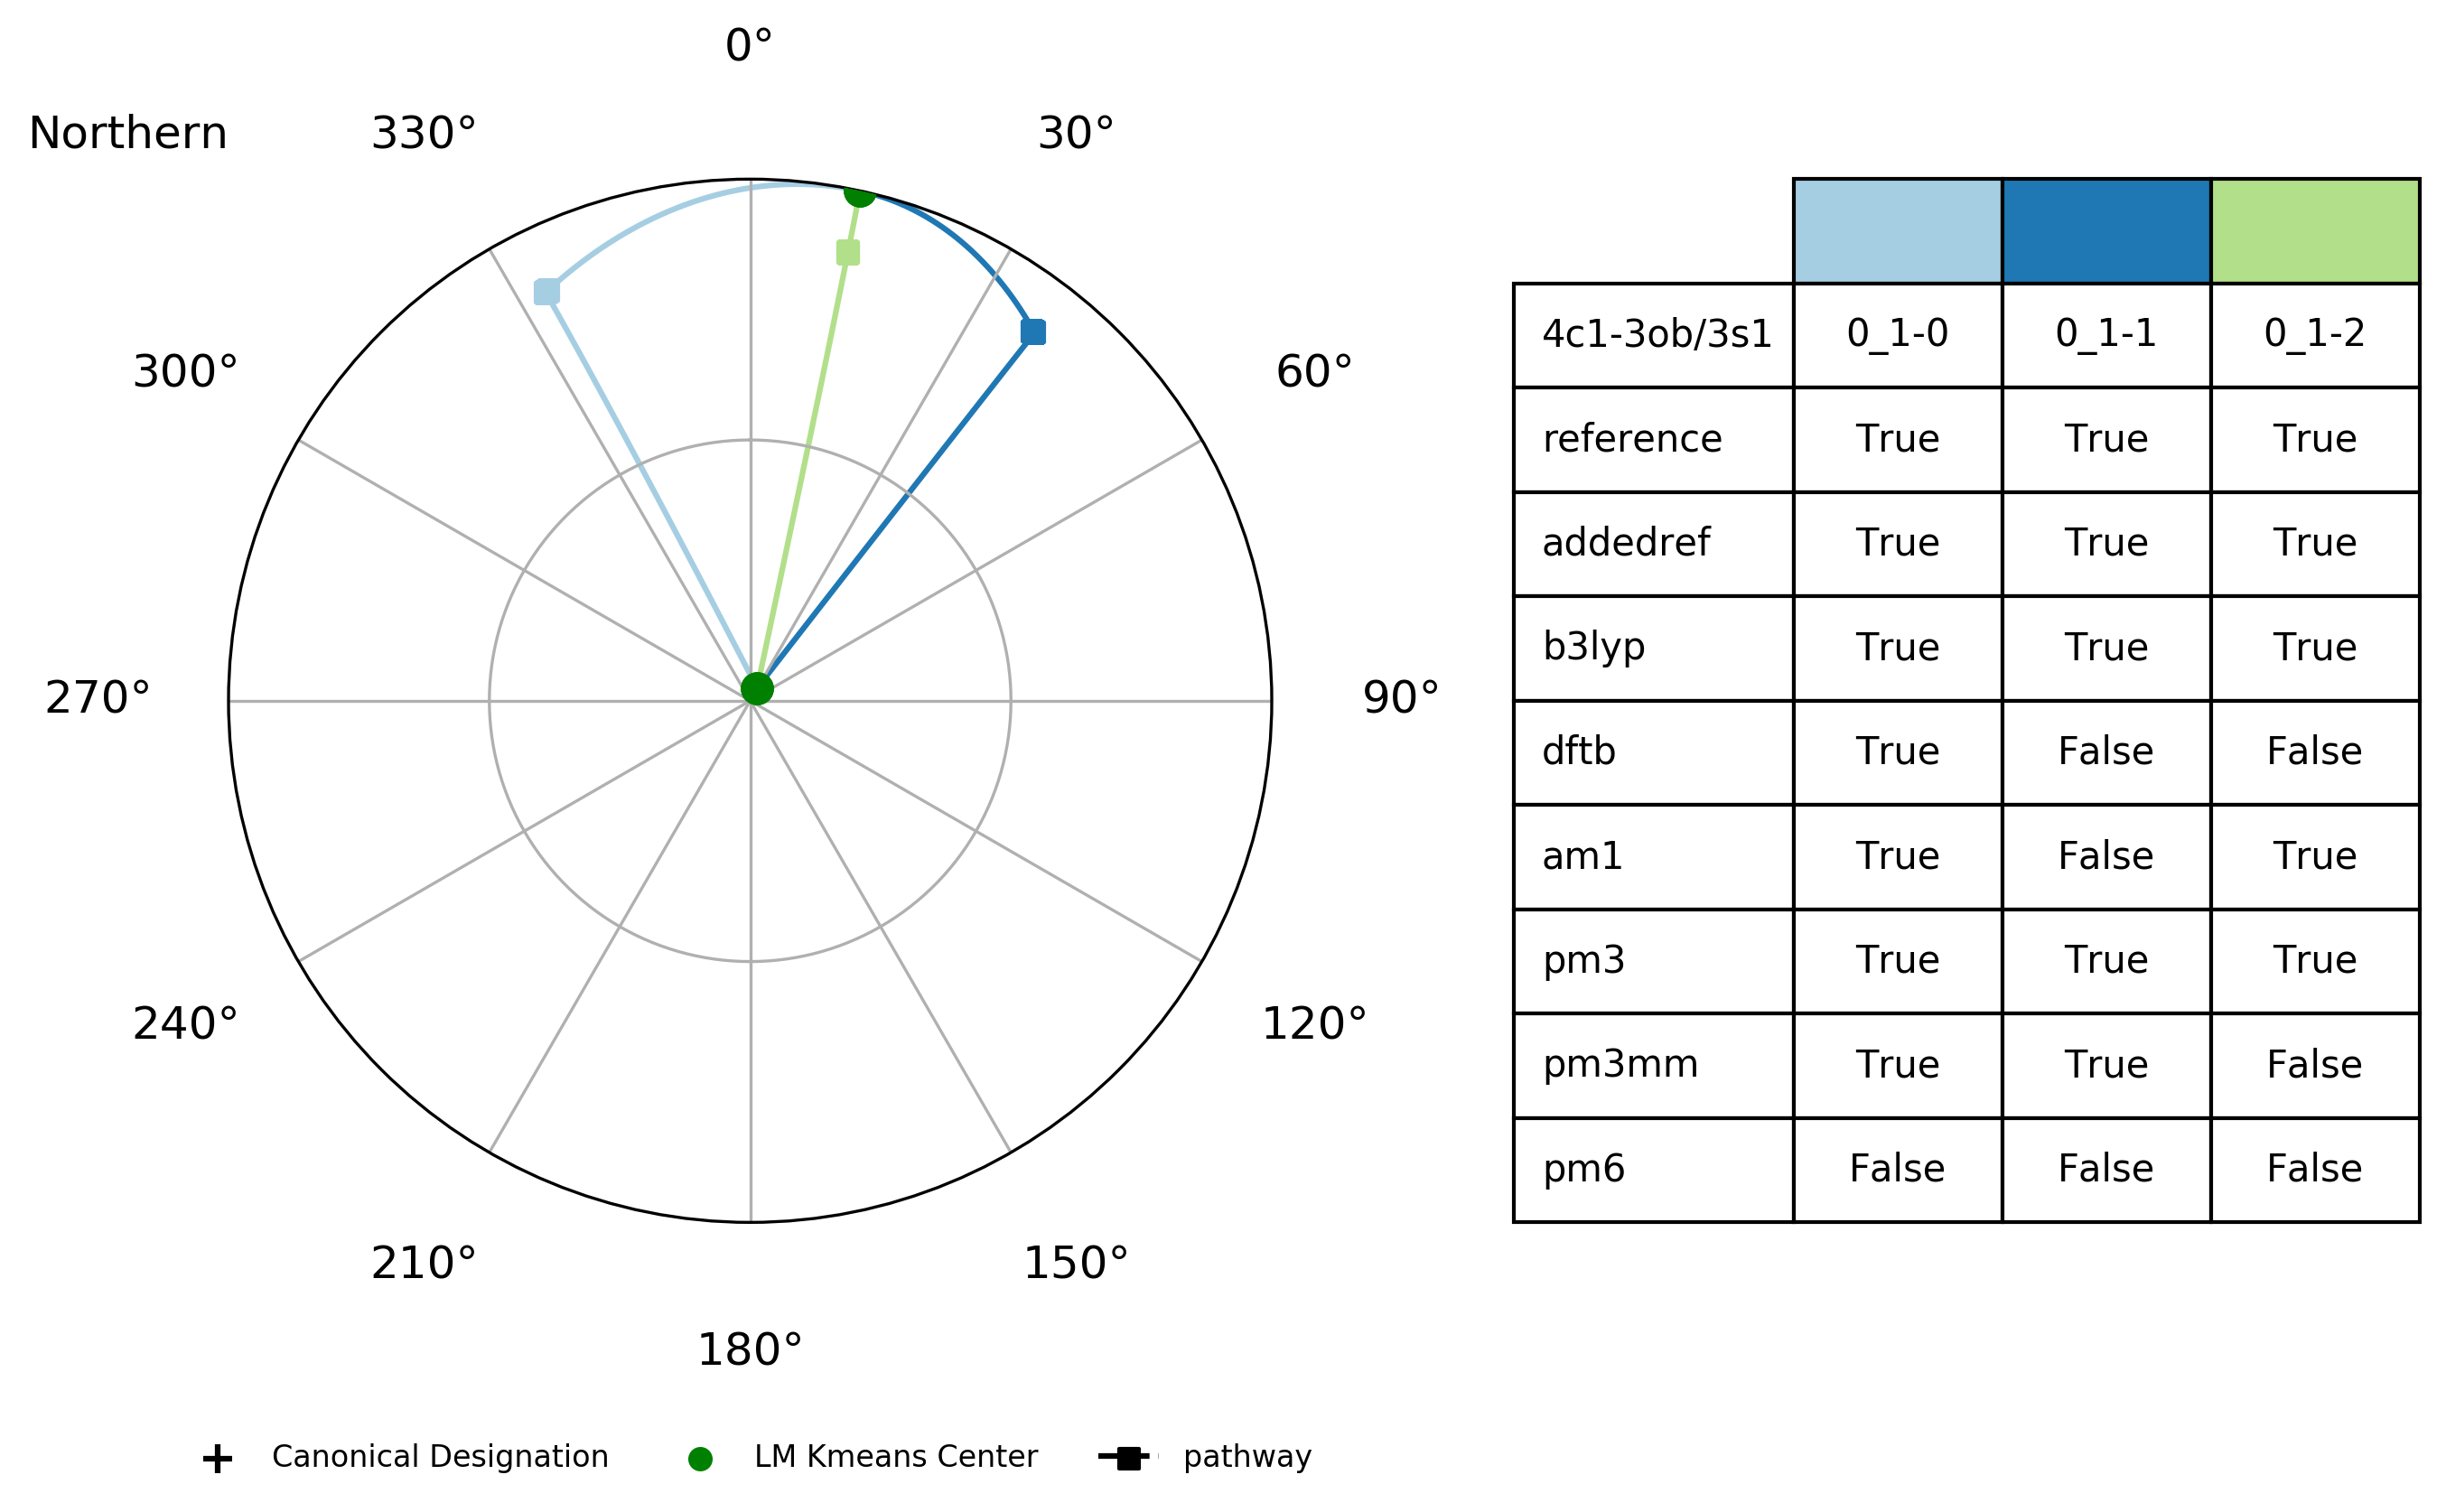 0°
Northern 330° 30°
300° 60°
270° 90°
240° 120°
210° 150°
180°
4c1-3ob/3s1 0_1-0 0_1-1 0_1-2
reference True True True
addedref True True True
b3lyp True True True
dftb True False False
am1 True False True
pm3 True True True
pm3mm True True False
pm6 False False False
Canonical Designation LM Kmeans Center pathway